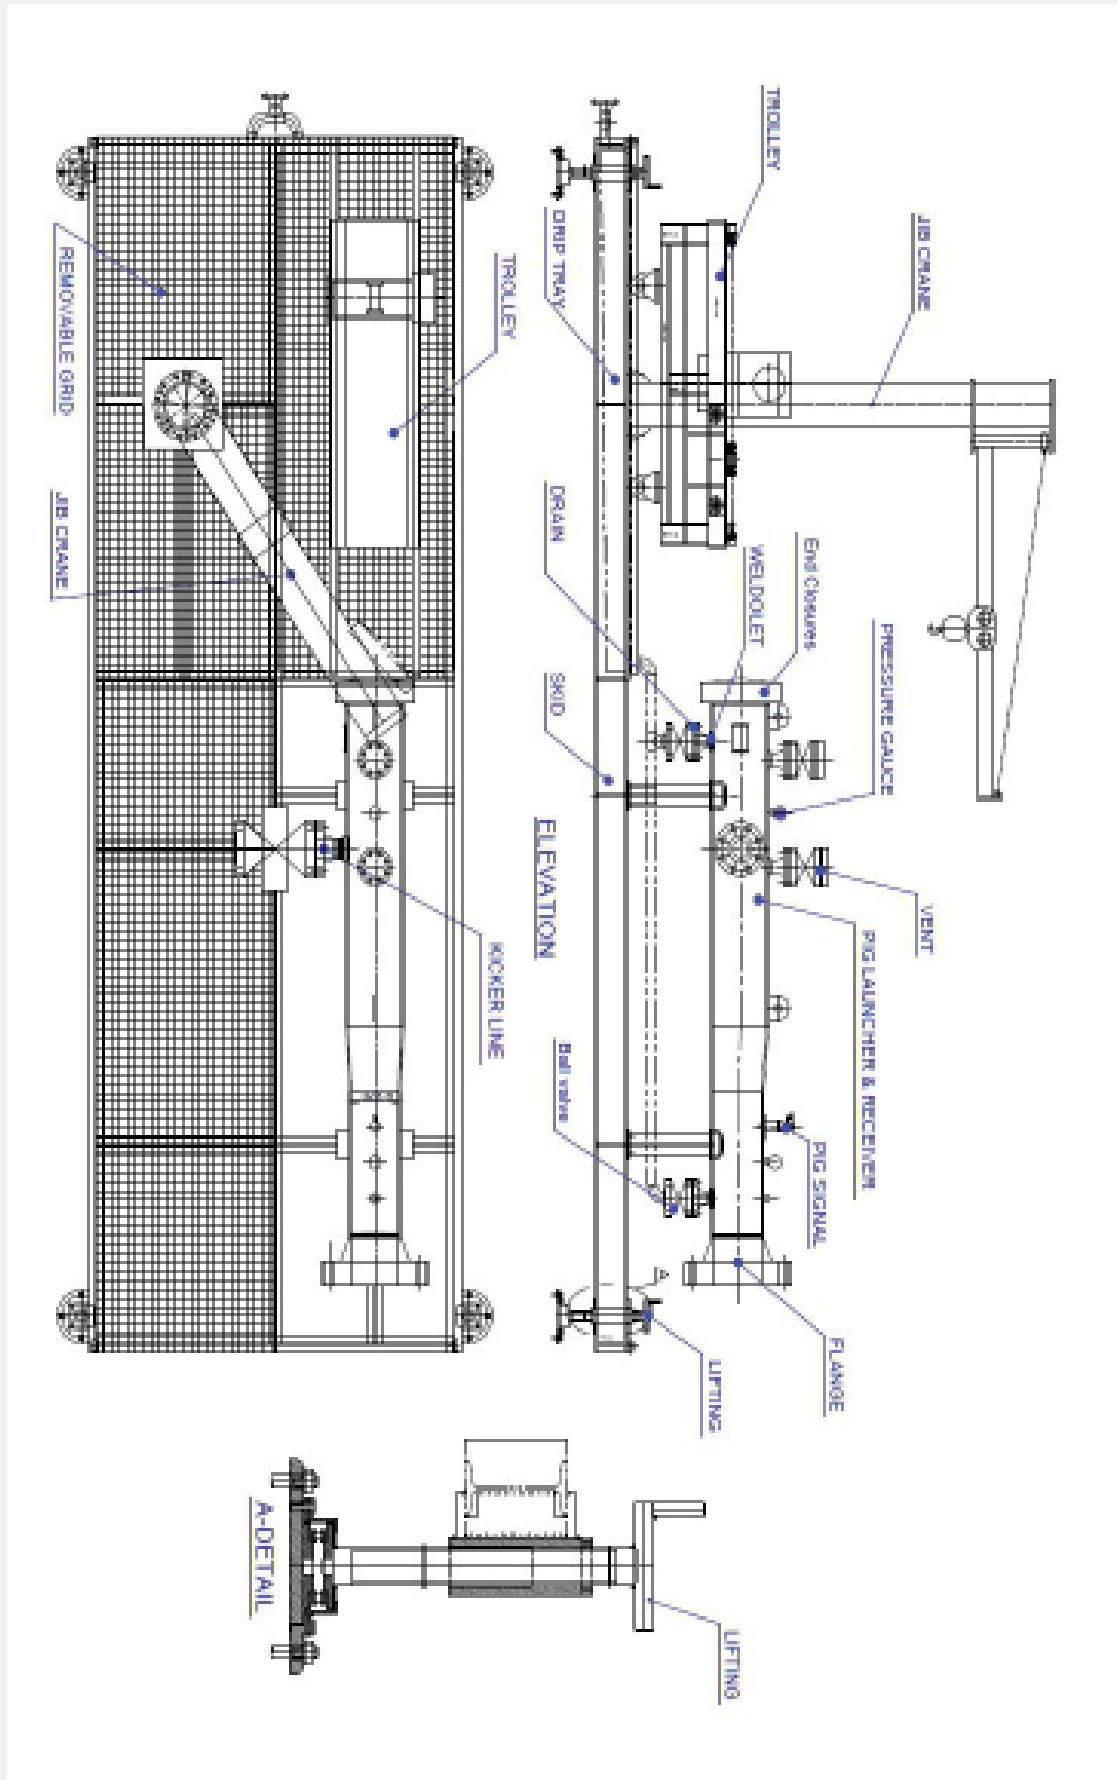 JIB CRANE
TROLLEY
DRIP TRAY
DRAIN
WELDOLET
End Closures
PRESSURE GAUGE
VENT
PIG LAUNCHER & RECEIVER
PIG SIGNAL
FLANGE
LIFTING
SKID
Ball valve
A
ELEVATION
TROLLEY
REMOVABLE GRID
JIB CRANE
KICKER LINE
LIFTING
A-DETAIL